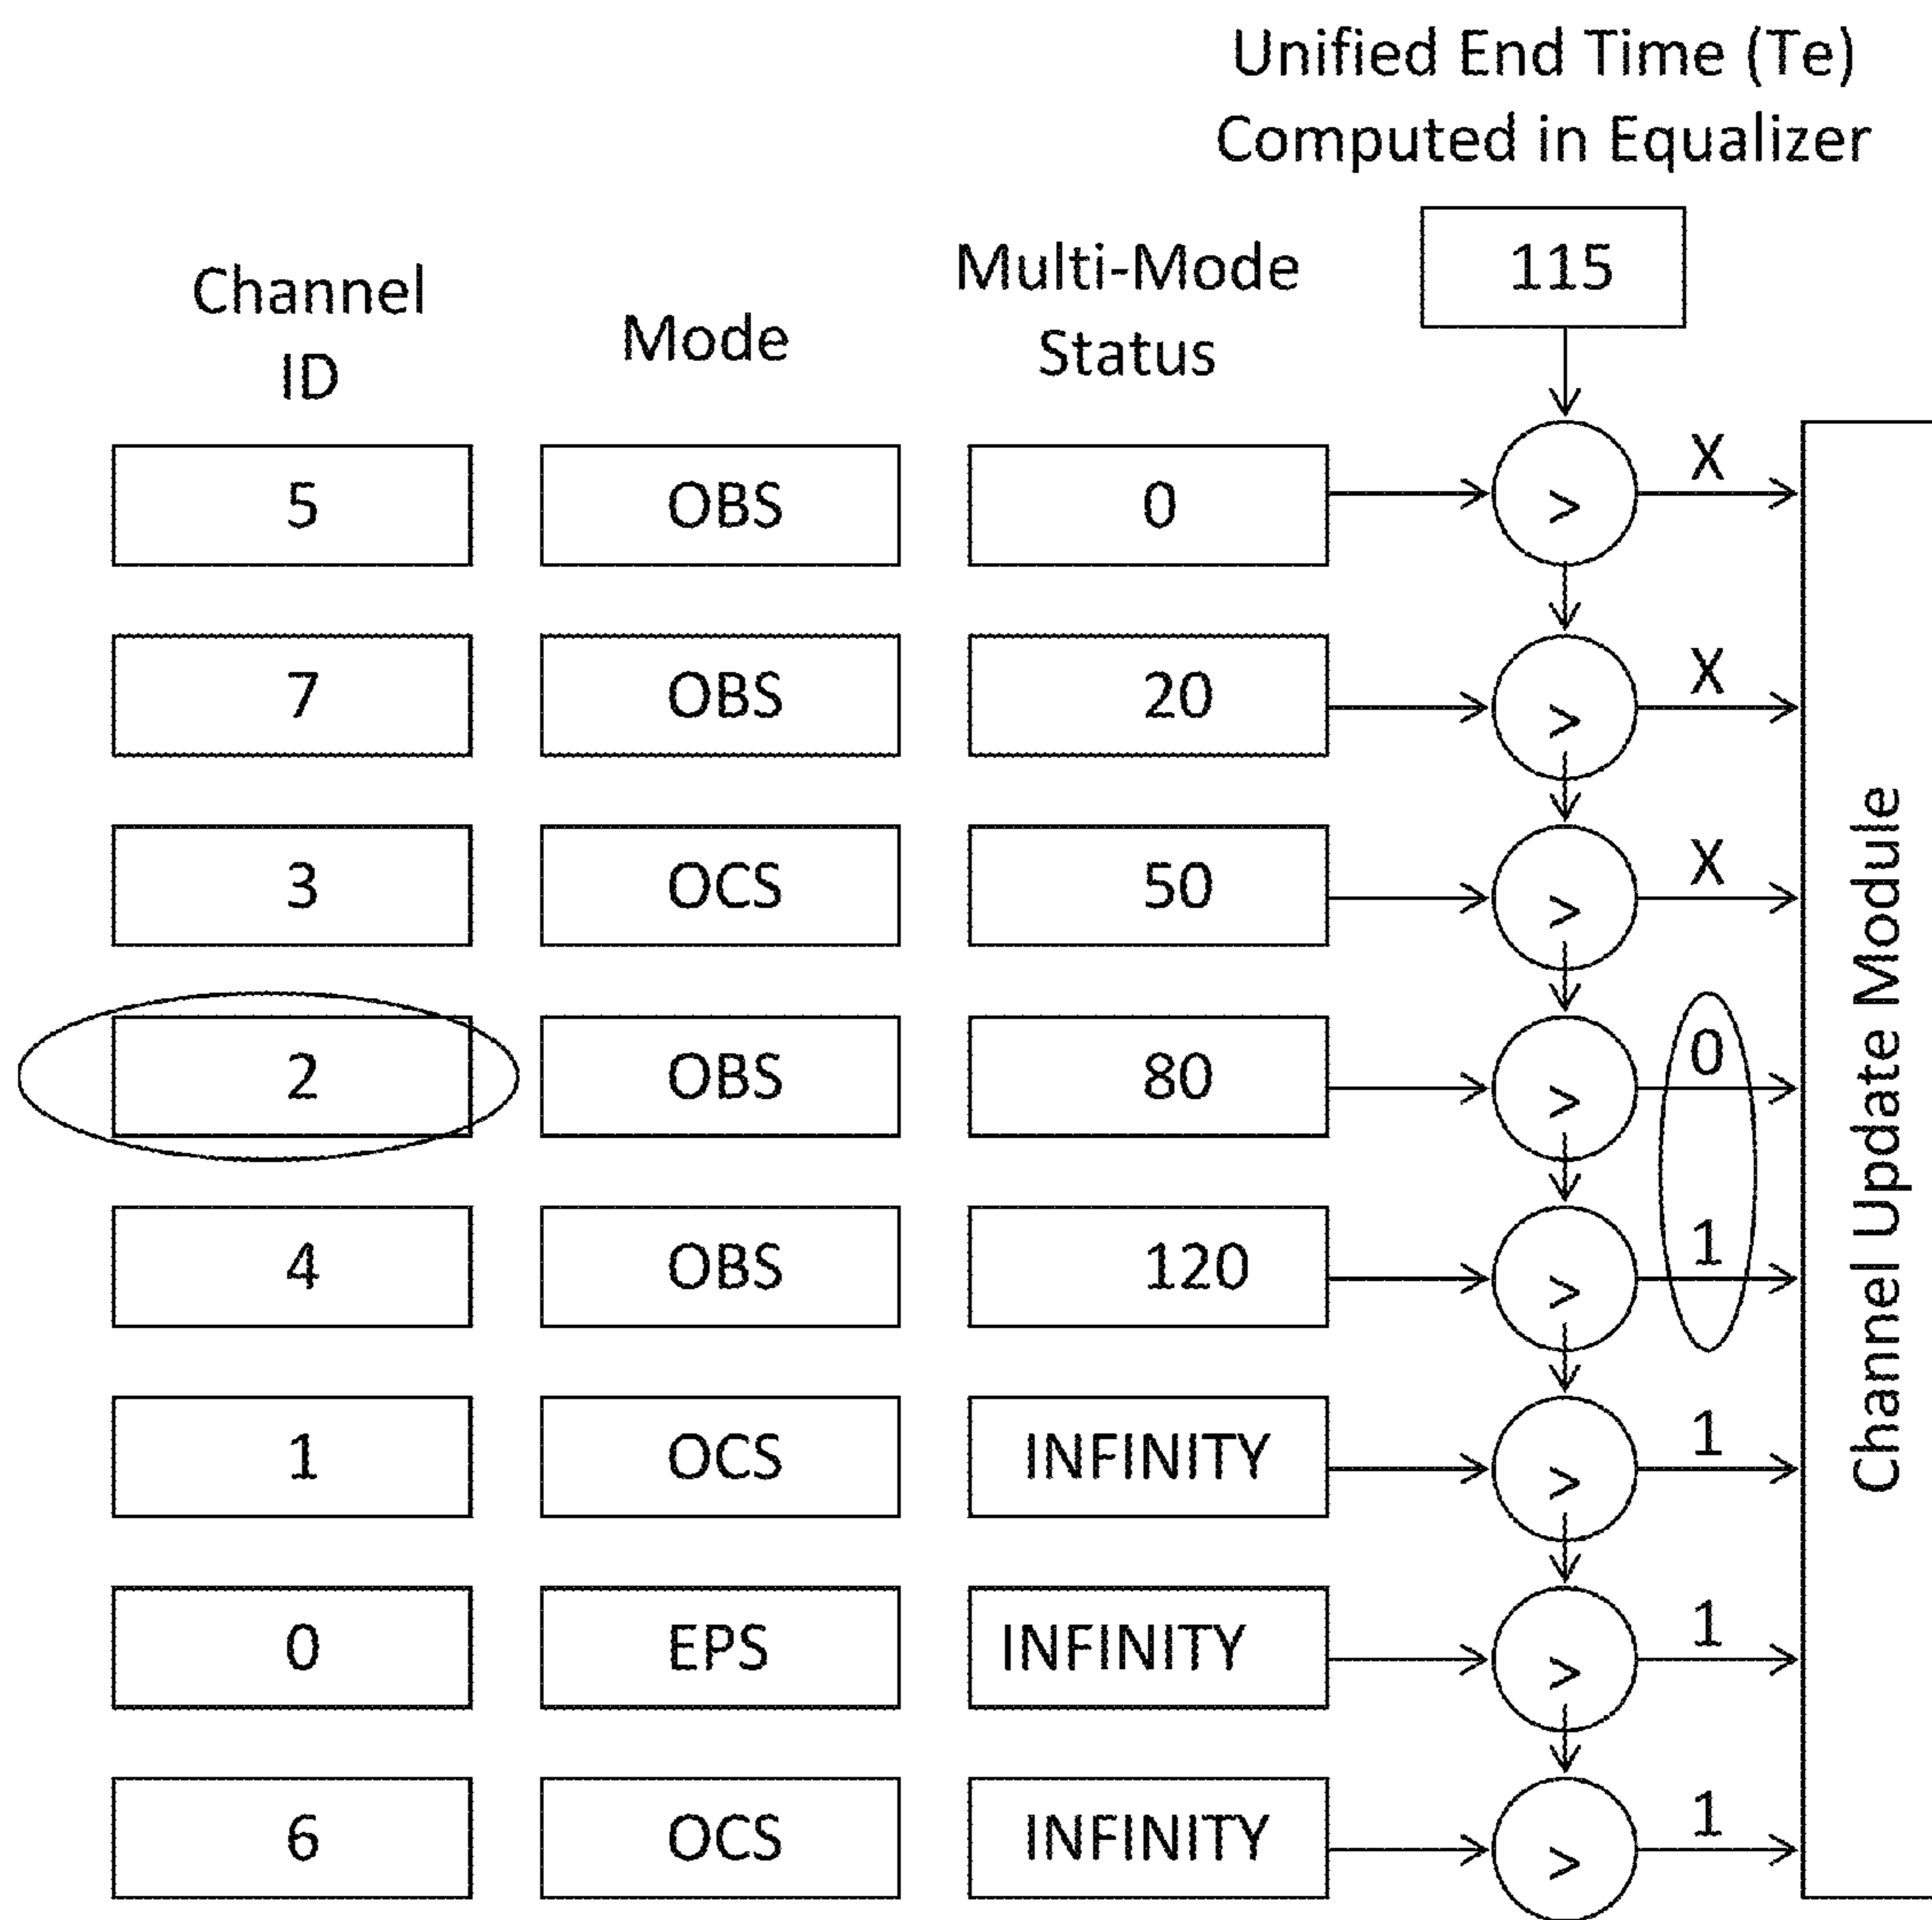 Unified End Time (Te)
Computed in Equalizer
115
Channel
ID
Mode
Multi-Mode
Status
5 OBS 0 > X
7 OBS 20 > X
3 OCS 50 > X
2 OBS 80 > 0
4 OBS 120 > 1
1 OCS INFINITY > 1
0 EPS INFINITY > 1
6 OCS INFINITY > 1
Channel Update Module